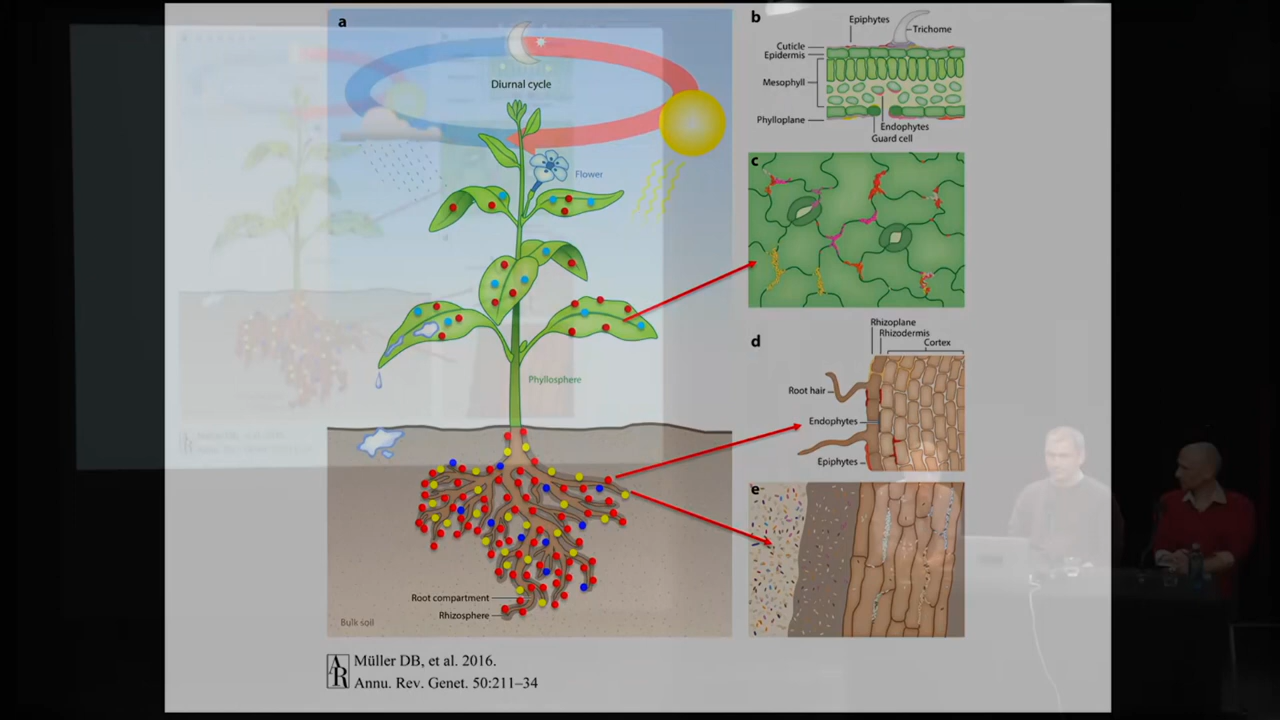 a
Diurnal cycle
Flower
Phyllosphere
Root compartment
Rhizosphere
Bulk soil
b
Epiphytes
Trichome
Cuticle
Epidermis
Mesophyll
Phylloplane
Endophytes
Guard cell
c
d
Rhizoplane
Rhizodermis
Cortex
Root hair
Endophytes
Epiphytes
e
AR
Müller DB, et al. 2016.
Annu. Rev. Genet. 50:211–34